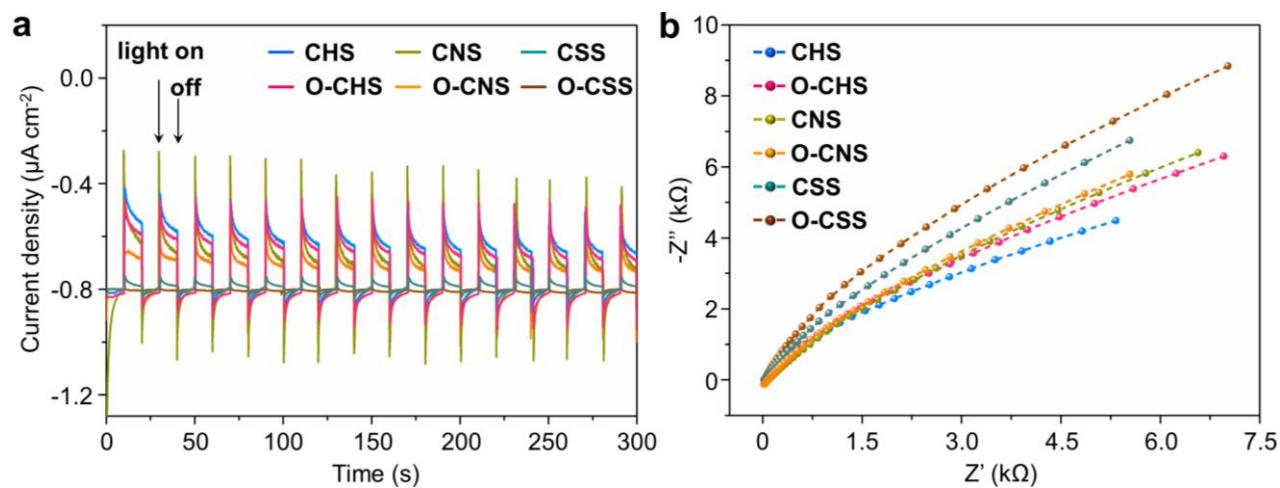 a
light on
off
CHS
CNS
CSS
O-CHS
O-CNS
O-CSS
Current density (μA cm⁻²)
0.0
-0.4
-0.8
-1.2
0
50
100
150
200
250
300
Time (s)
b
CHS
O-CHS
CNS
O-CNS
CSS
O-CSS
-Z'' (kΩ)
10
8
6
4
2
0
0
1.5
3.0
4.5
6.0
7.5
Z' (kΩ)